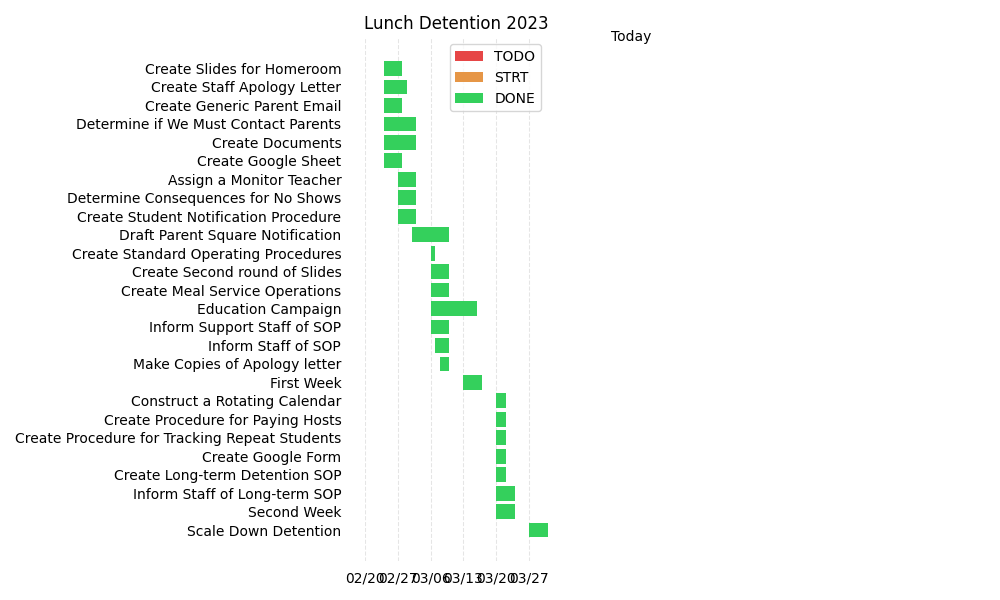 Lunch Detention 2023
Today
TODO
STRT
DONE
Create Slides for Homeroom
Create Staff Apology Letter
Create Generic Parent Email
Determine if We Must Contact Parents
Create Documents
Create Google Sheet
Assign a Monitor Teacher
Determine Consequences for No Shows
Create Student Notification Procedure
Draft Parent Square Notification
Create Standard Operating Procedures
Create Second round of Slides
Create Meal Service Operations
Education Campaign
Inform Support Staff of SOP
Inform Staff of SOP
Make Copies of Apology letter
First Week
Construct a Rotating Calendar
Create Procedure for Paying Hosts
Create Procedure for Tracking Repeat Students
Create Google Form
Create Long-term Detention SOP
Inform Staff of Long-term SOP
Second Week
Scale Down Detention
02/20 02/27 03/06 03/13 03/20 03/27